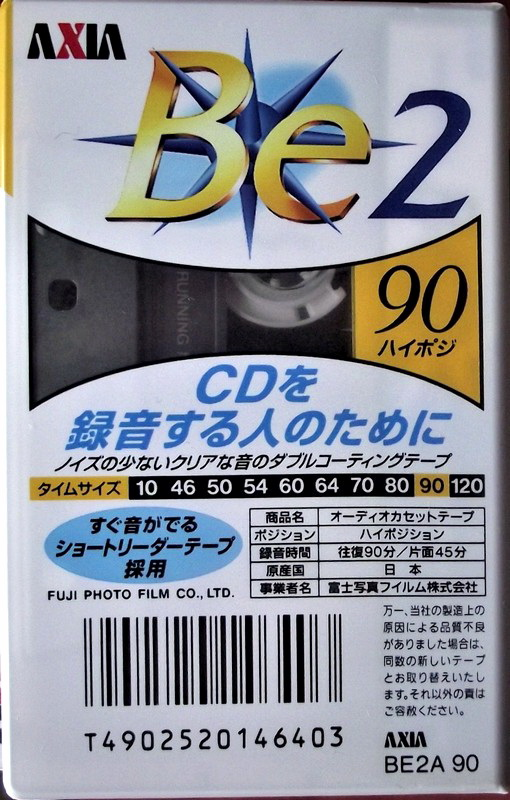 AXIA
Be2
RUNNING
90
ハイポジ
CDを
録音する人のために
ノイズの少ないクリアな音のダブルコーティングテープ
タイムサイズ 10 46 50 54 60 64 70 80 90 120
すぐ音がでる
ショートリーダーテープ
採用
FUJI PHOTO FILM CO., LTD.
商品名 オーディオカセットテープ
ポジション ハイポジション
録音時間 往復90分／片面45分
原産国 日本
事業者名 富士写真フイルム株式会社
万一、当社の製造上の
原因による品質不良
がありました場合は、
同数の新しいテープ
とお取り替えいたし
ます。それ以外の責は
ご容赦ください。
T4902520146403
AXIA
BE2A 90